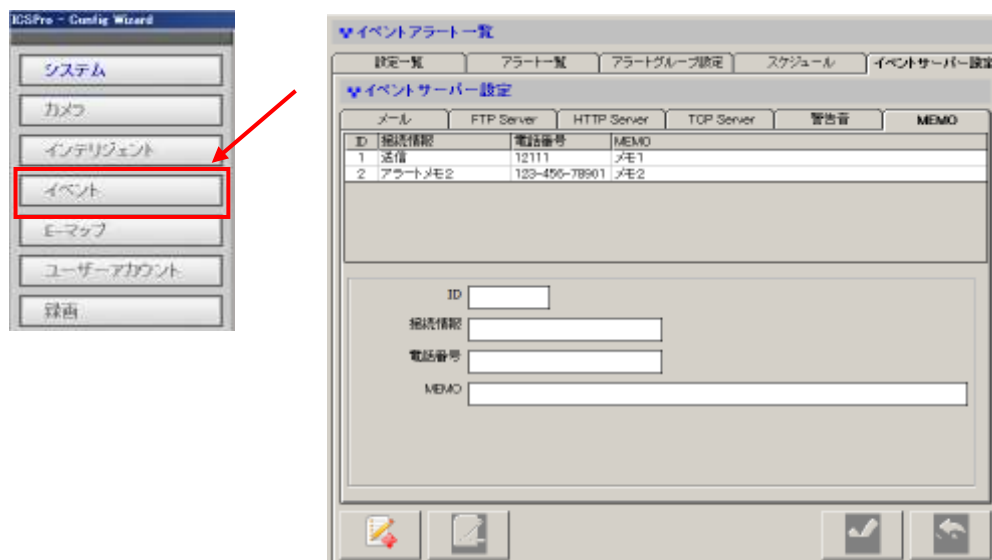 ICSPro - Config Wizard
システム
カメラ
インテリジェント
イベント
E-マップ
ユーザーアカウント
録画
イベントアラート一覧
設定一覧 アラート一覧 アラートグループ設定 スケジュール イベントサーバー設定
イベントサーバー設定
メール FTP Server HTTP Server TCP Server 警告音 MEMO
ID 接続情報 電話番号 MEMO
1 送信 12111 メモ1
2 アラートメモ2 123-456-78901 メモ2
ID
接続情報
電話番号
MEMO